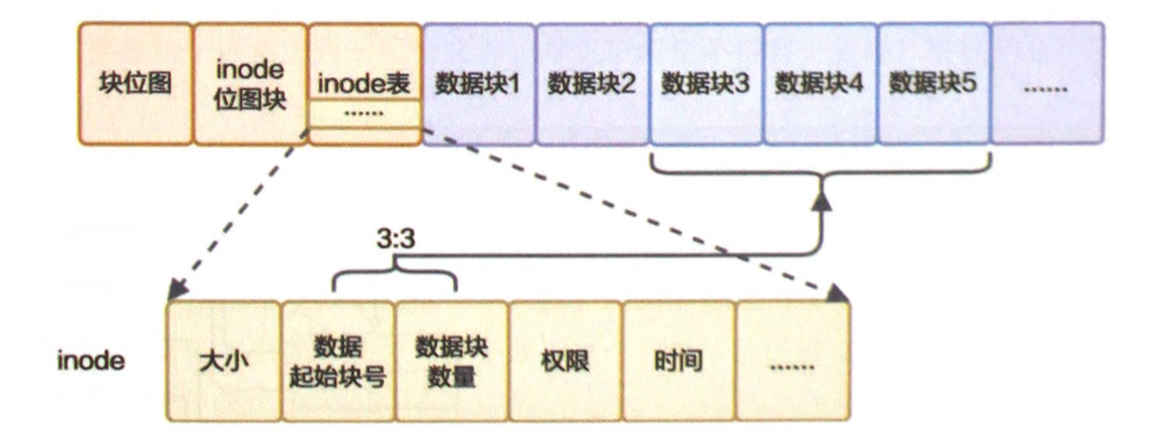 块位图
inode
位图块
inode表
......
数据块1
数据块2
数据块3
数据块4
数据块5
......
3:3
inode
大小
数据
起始块号
数据块
数量
权限
时间
......